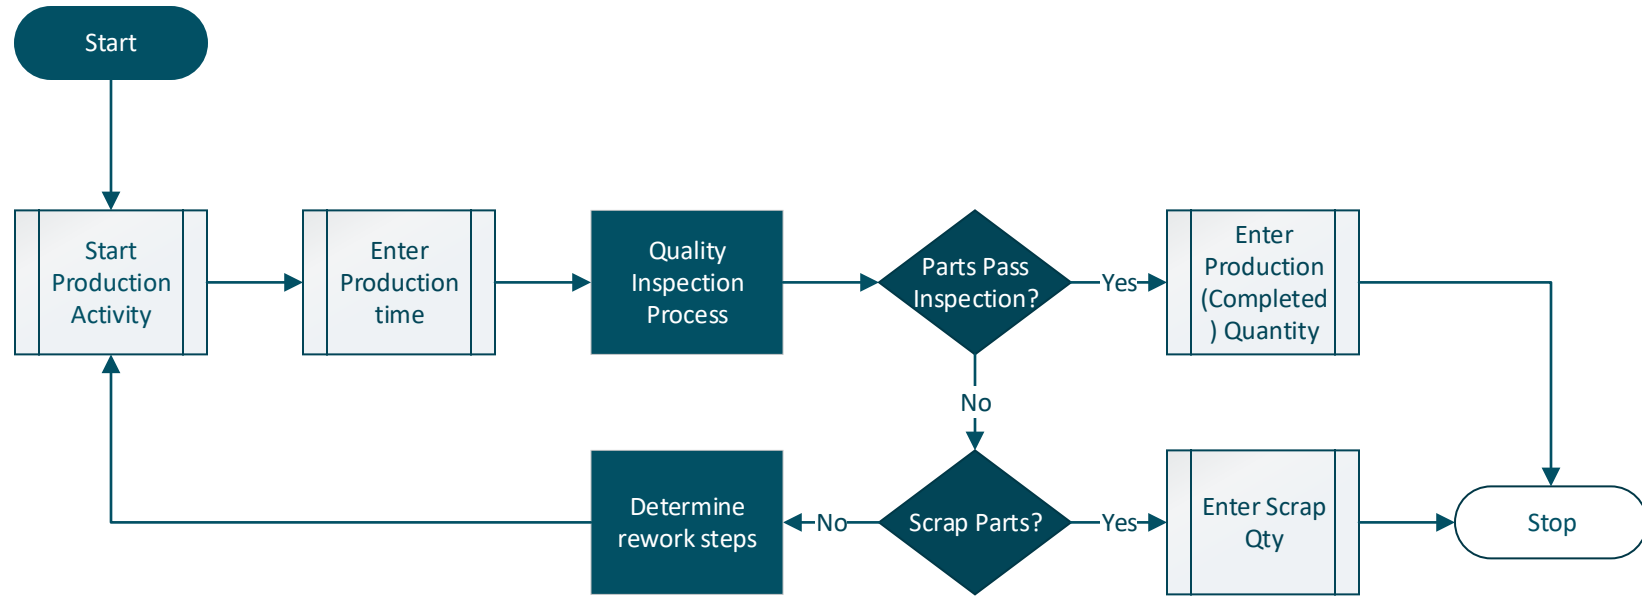 Start
Start
Production
Activity
Enter
Production
time
Quality
Inspection
Process
Parts Pass
Inspection?
Yes
Enter
Production
(Completed
) Quantity
No
Determine
rework steps
No
Scrap Parts?
Yes
Enter Scrap
Qty
Stop